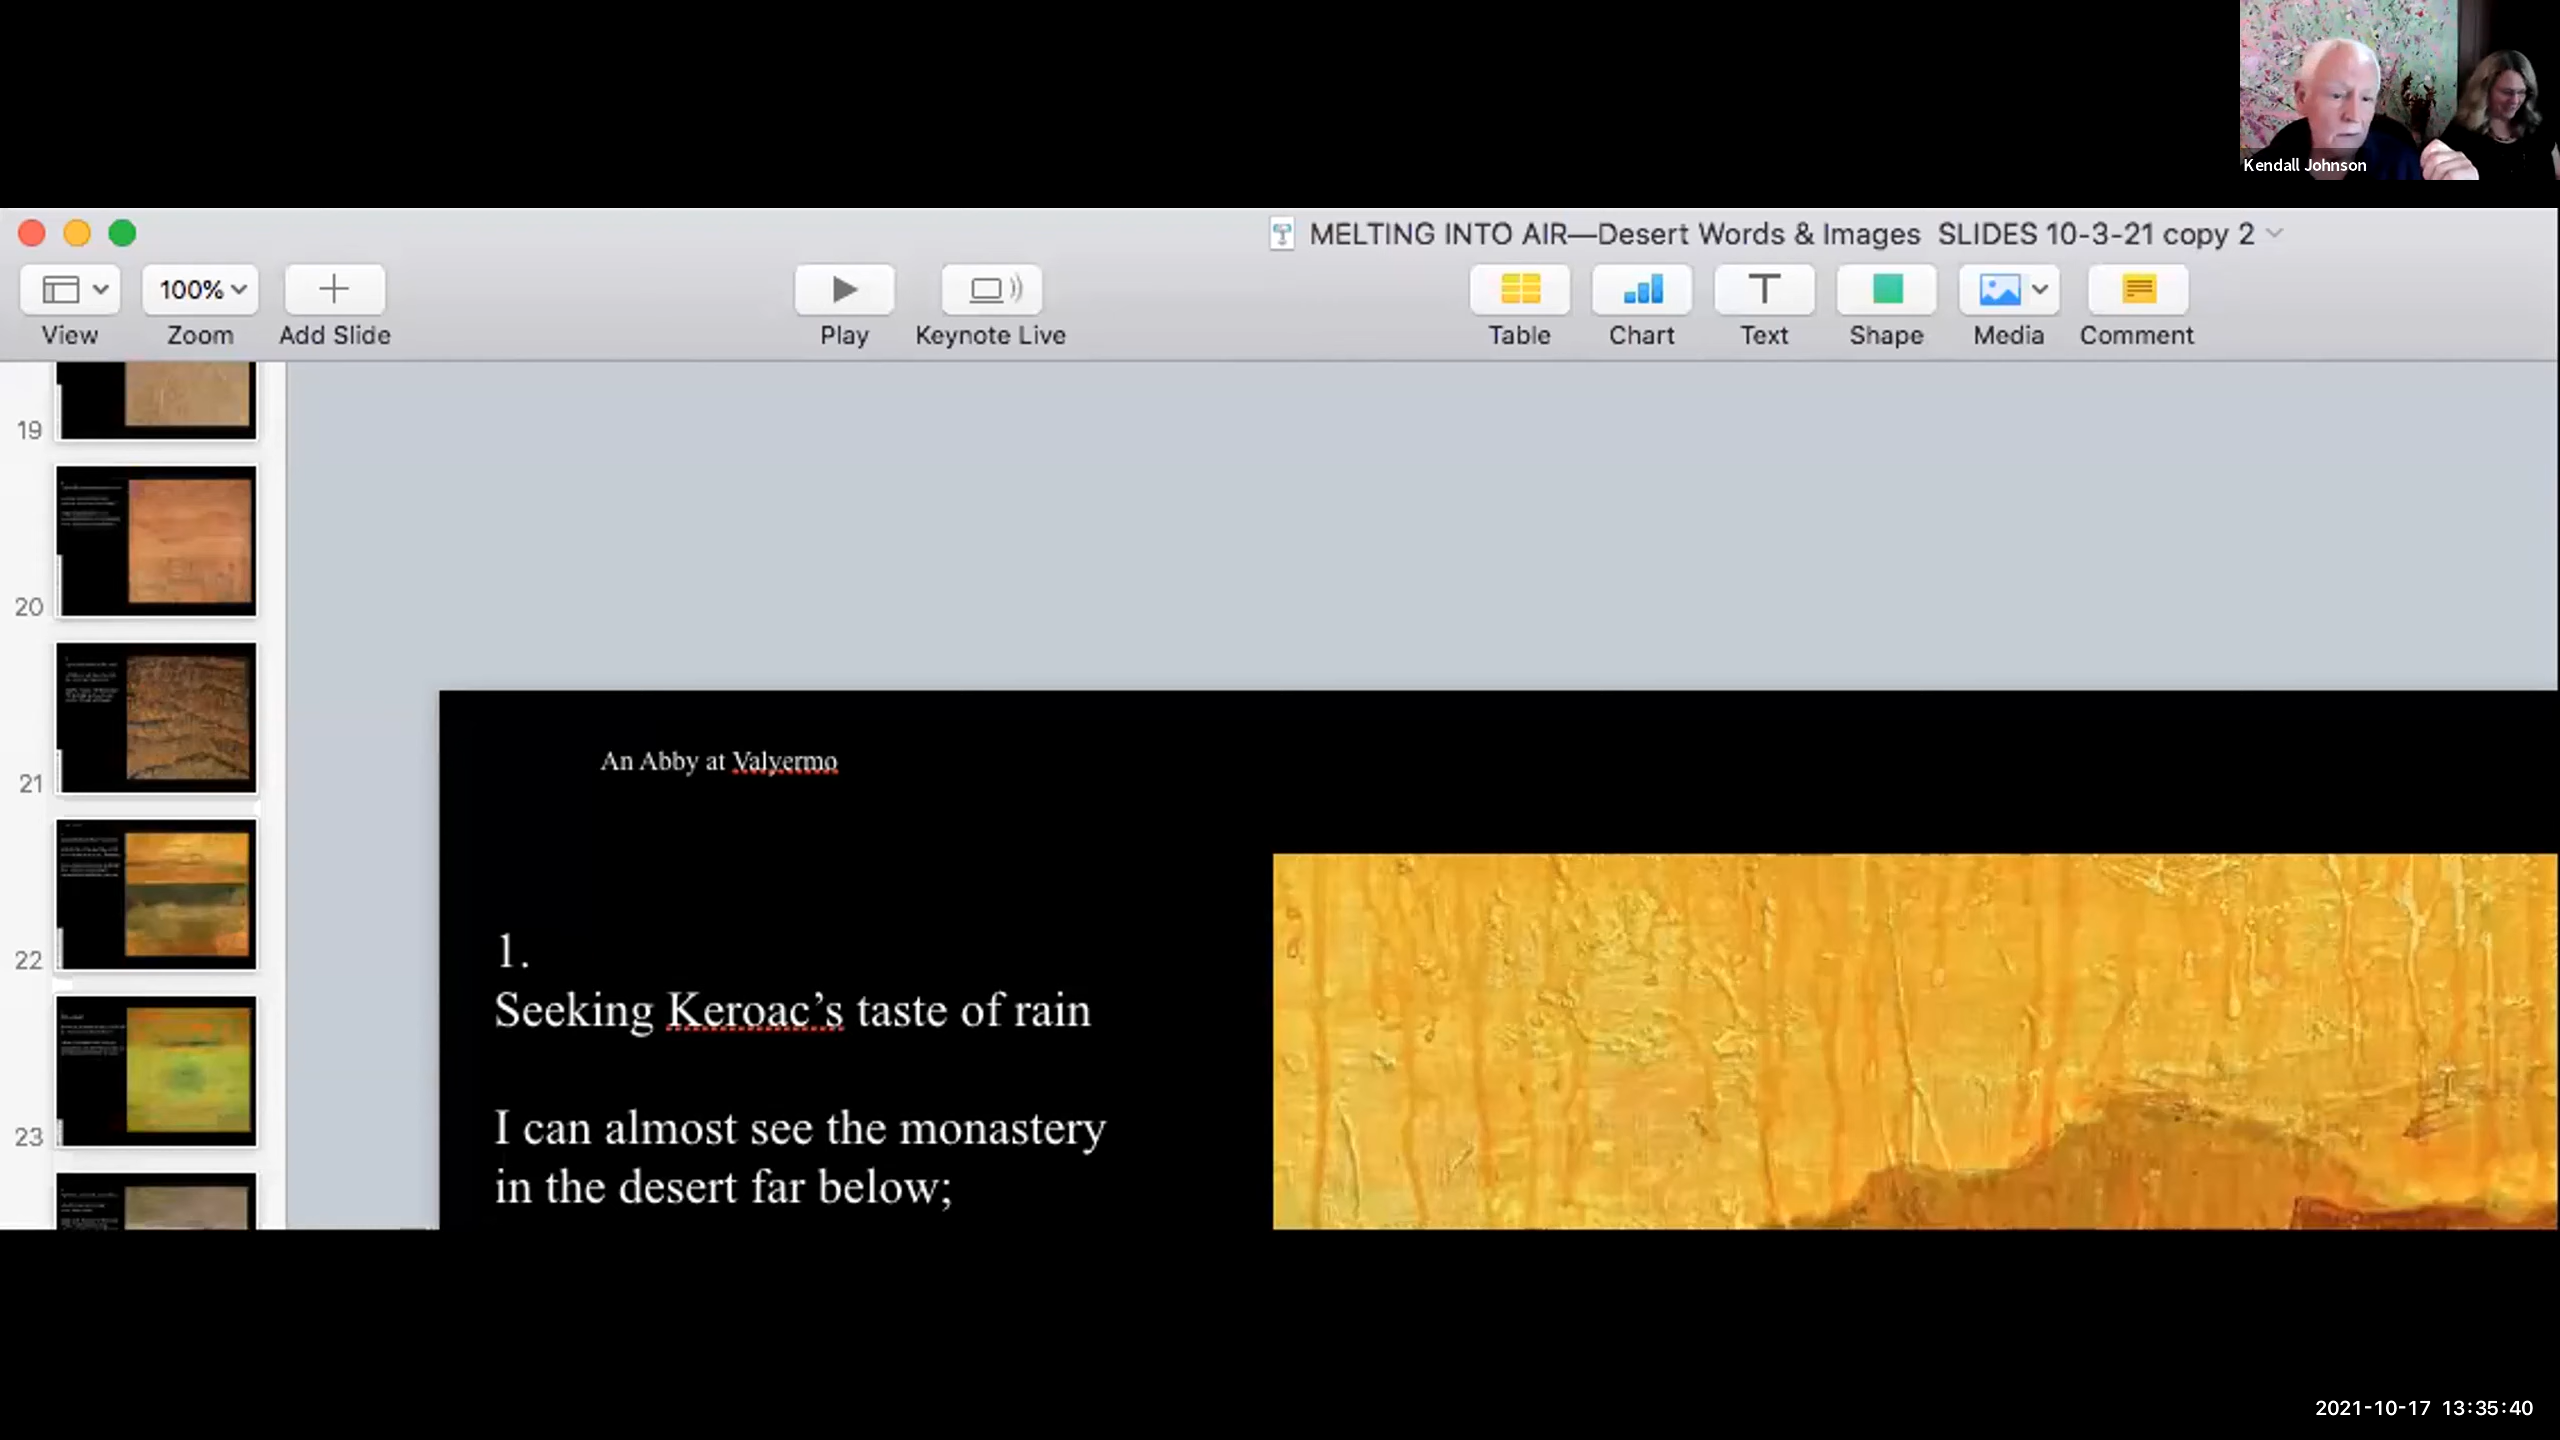 Kendall Johnson
MELTING INTO AIR—Desert Words & Images SLIDES 10-3-21 copy 2
100%
View
Zoom
Add Slide
Play
Keynote Live
Table
Chart
Text
Shape
Media
Comment
19
20
21
22
23
An Abby at Valyermo
1.
Seeking Keroac’s taste of rain
I can almost see the monastery
in the desert far below;
2021-10-17 13:35:40